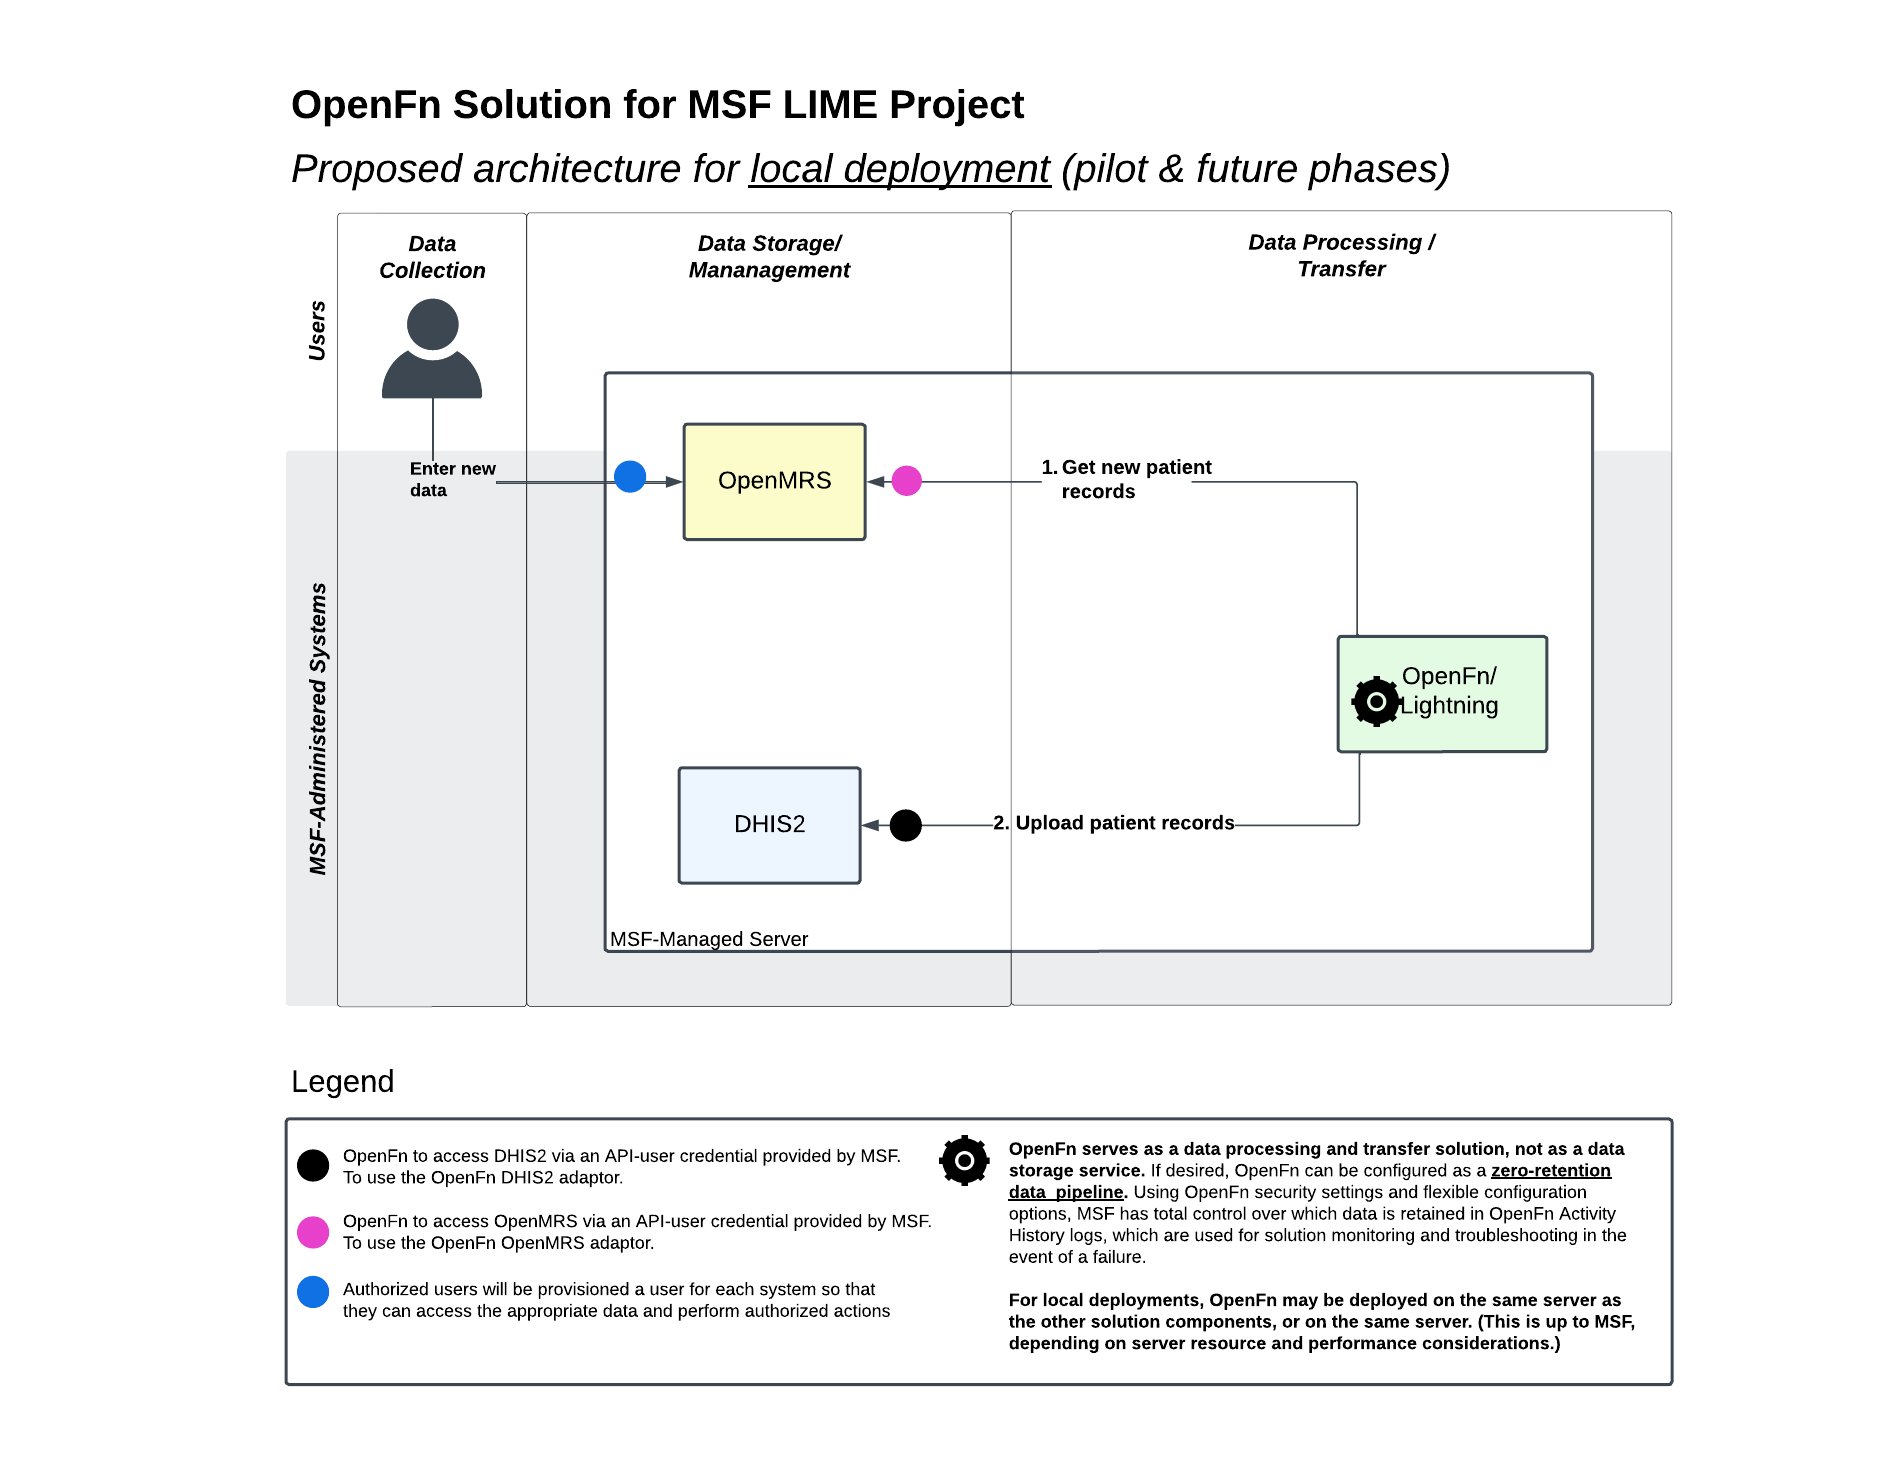 OpenFn Solution for MSF LIME Project
Proposed architecture for local deployment (pilot & future phases)
Data
Collection
Data Storage/
Mananagement
Data Processing /
Transfer
Users
MSF-Administered Systems
Enter new
data
OpenMRS
1. Get new patient
records
OpenFn/
Lightning
DHIS2
2. Upload patient records
MSF-Managed Server
Legend
OpenFn to access DHIS2 via an API-user credential provided by MSF.
To use the OpenFn DHIS2 adaptor.
OpenFn to access OpenMRS via an API-user credential provided by MSF.
To use the OpenFn OpenMRS adaptor.
Authorized users will be provisioned a user for each system so that
they can access the appropriate data and perform authorized actions
OpenFn serves as a data processing and transfer solution, not as a data
storage service. If desired, OpenFn can be configured as a zero-retention
data pipeline. Using OpenFn security settings and flexible configuration
options, MSF has total control over which data is retained in OpenFn Activity
History logs, which are used for solution monitoring and troubleshooting in the
event of a failure.
For local deployments, OpenFn may be deployed on the same server as
the other solution components, or on the same server. (This is up to MSF,
depending on server resource and performance considerations.)